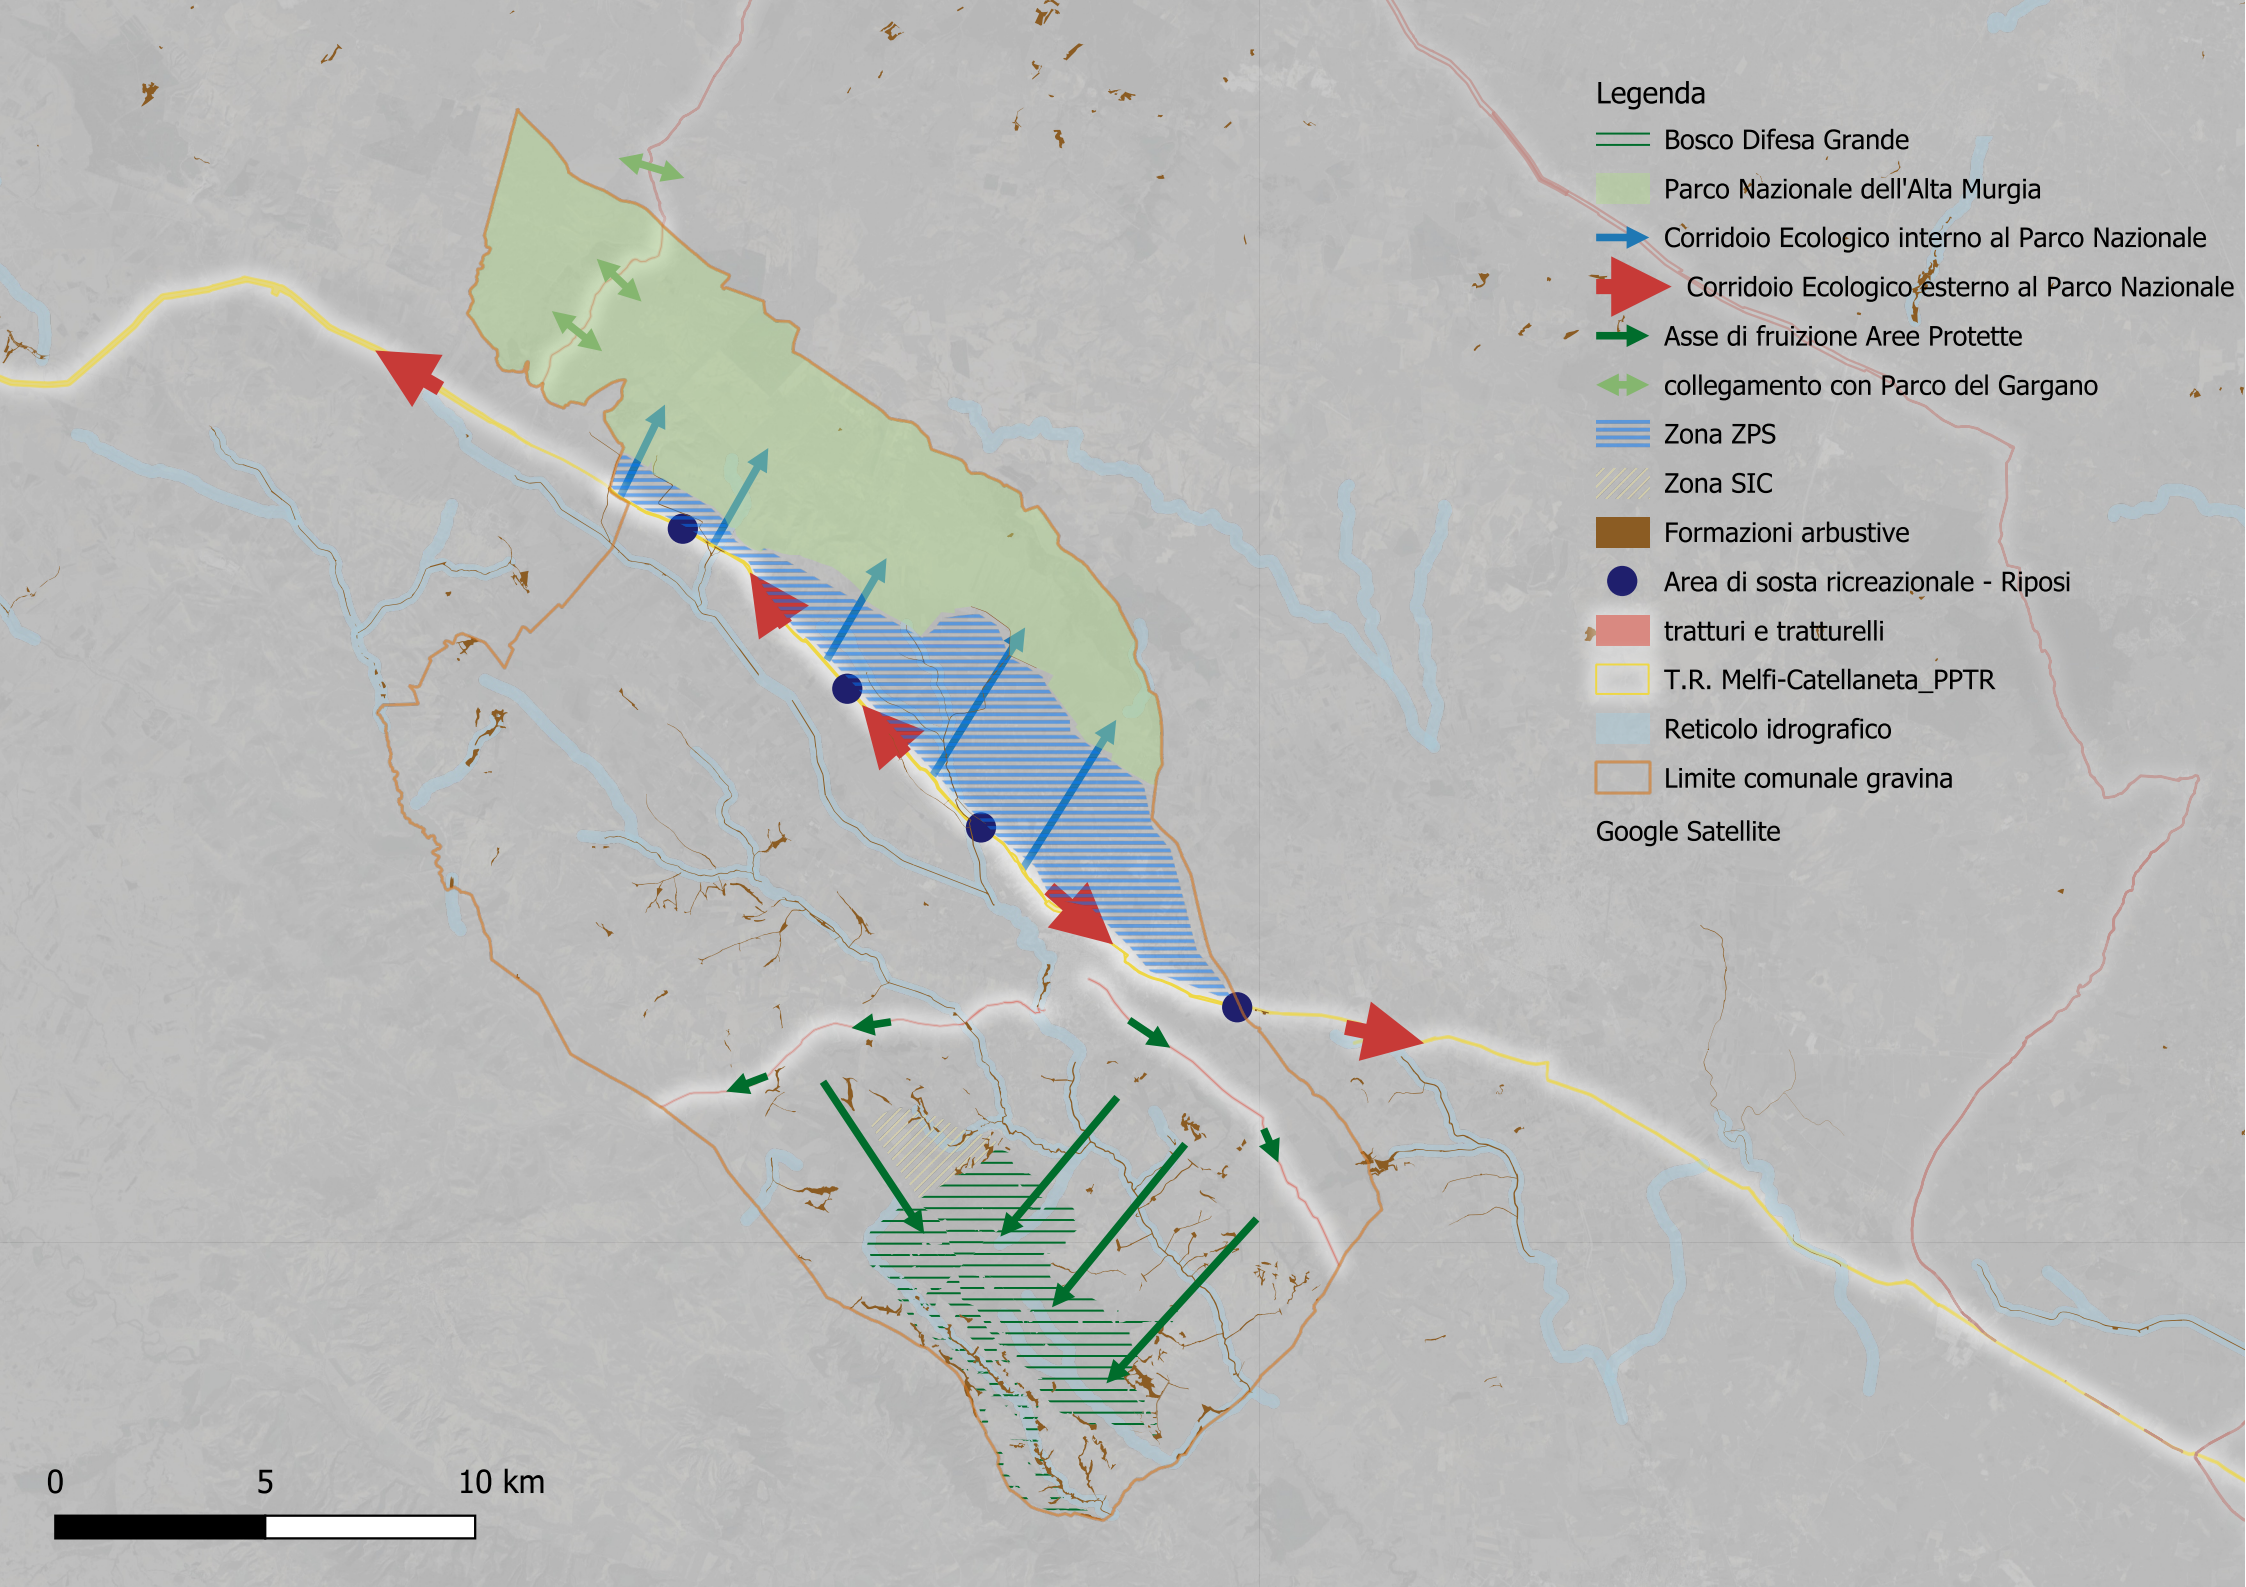 Legenda
Bosco Difesa Grande
Parco Nazionale dell'Alta Murgia
Corridoio Ecologico interno al Parco Nazionale
Corridoio Ecologico esterno al Parco Nazionale
Asse di fruizione Aree Protette
collegamento con Parco del Gargano
Zona ZPS
Zona SIC
Formazioni arbustive
Area di sosta ricreazionale - Riposi
tratturi e tratturelli
T.R. Melfi-Catellaneta_PPTR
Reticolo idrografico
Limite comunale gravina
Google Satellite
0 5 10 km